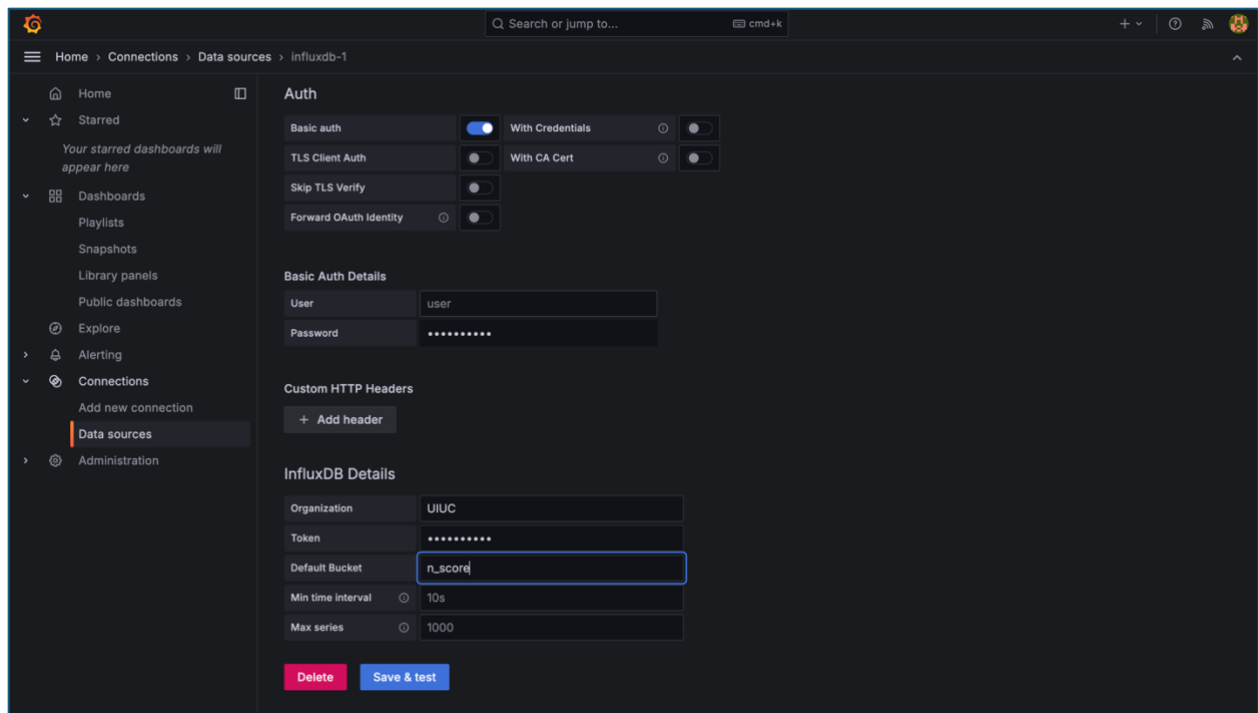 Search or jump to... cmd+k
Home > Connections > Data sources > influxdb-1
Home
Starred
Your starred dashboards will
appear here
Dashboards
Playlists
Snapshots
Library panels
Public dashboards
Explore
Alerting
Connections
Add new connection
Data sources
Administration
Auth
Basic auth With Credentials
TLS Client Auth With CA Cert
Skip TLS Verify
Forward OAuth Identity
Basic Auth Details
User user
Password ••••••••••
Custom HTTP Headers
+ Add header
InfluxDB Details
Organization UIUC
Token ••••••••••
Default Bucket n_score
Min time interval 10s
Max series 1000
Delete Save & test